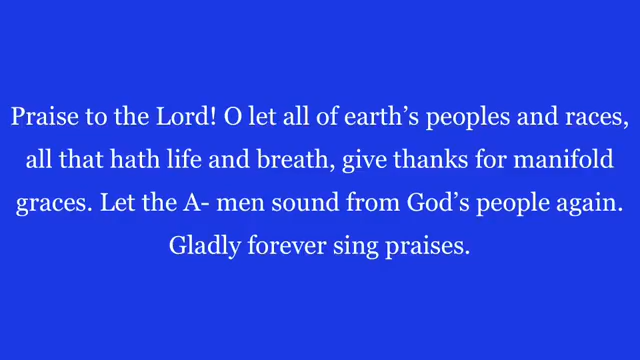 Praise to the Lord! O let all of earth’s peoples and races,
all that hath life and breath, give thanks for manifold
graces. Let the A- men sound from God’s people again.
Gladly forever sing praises.